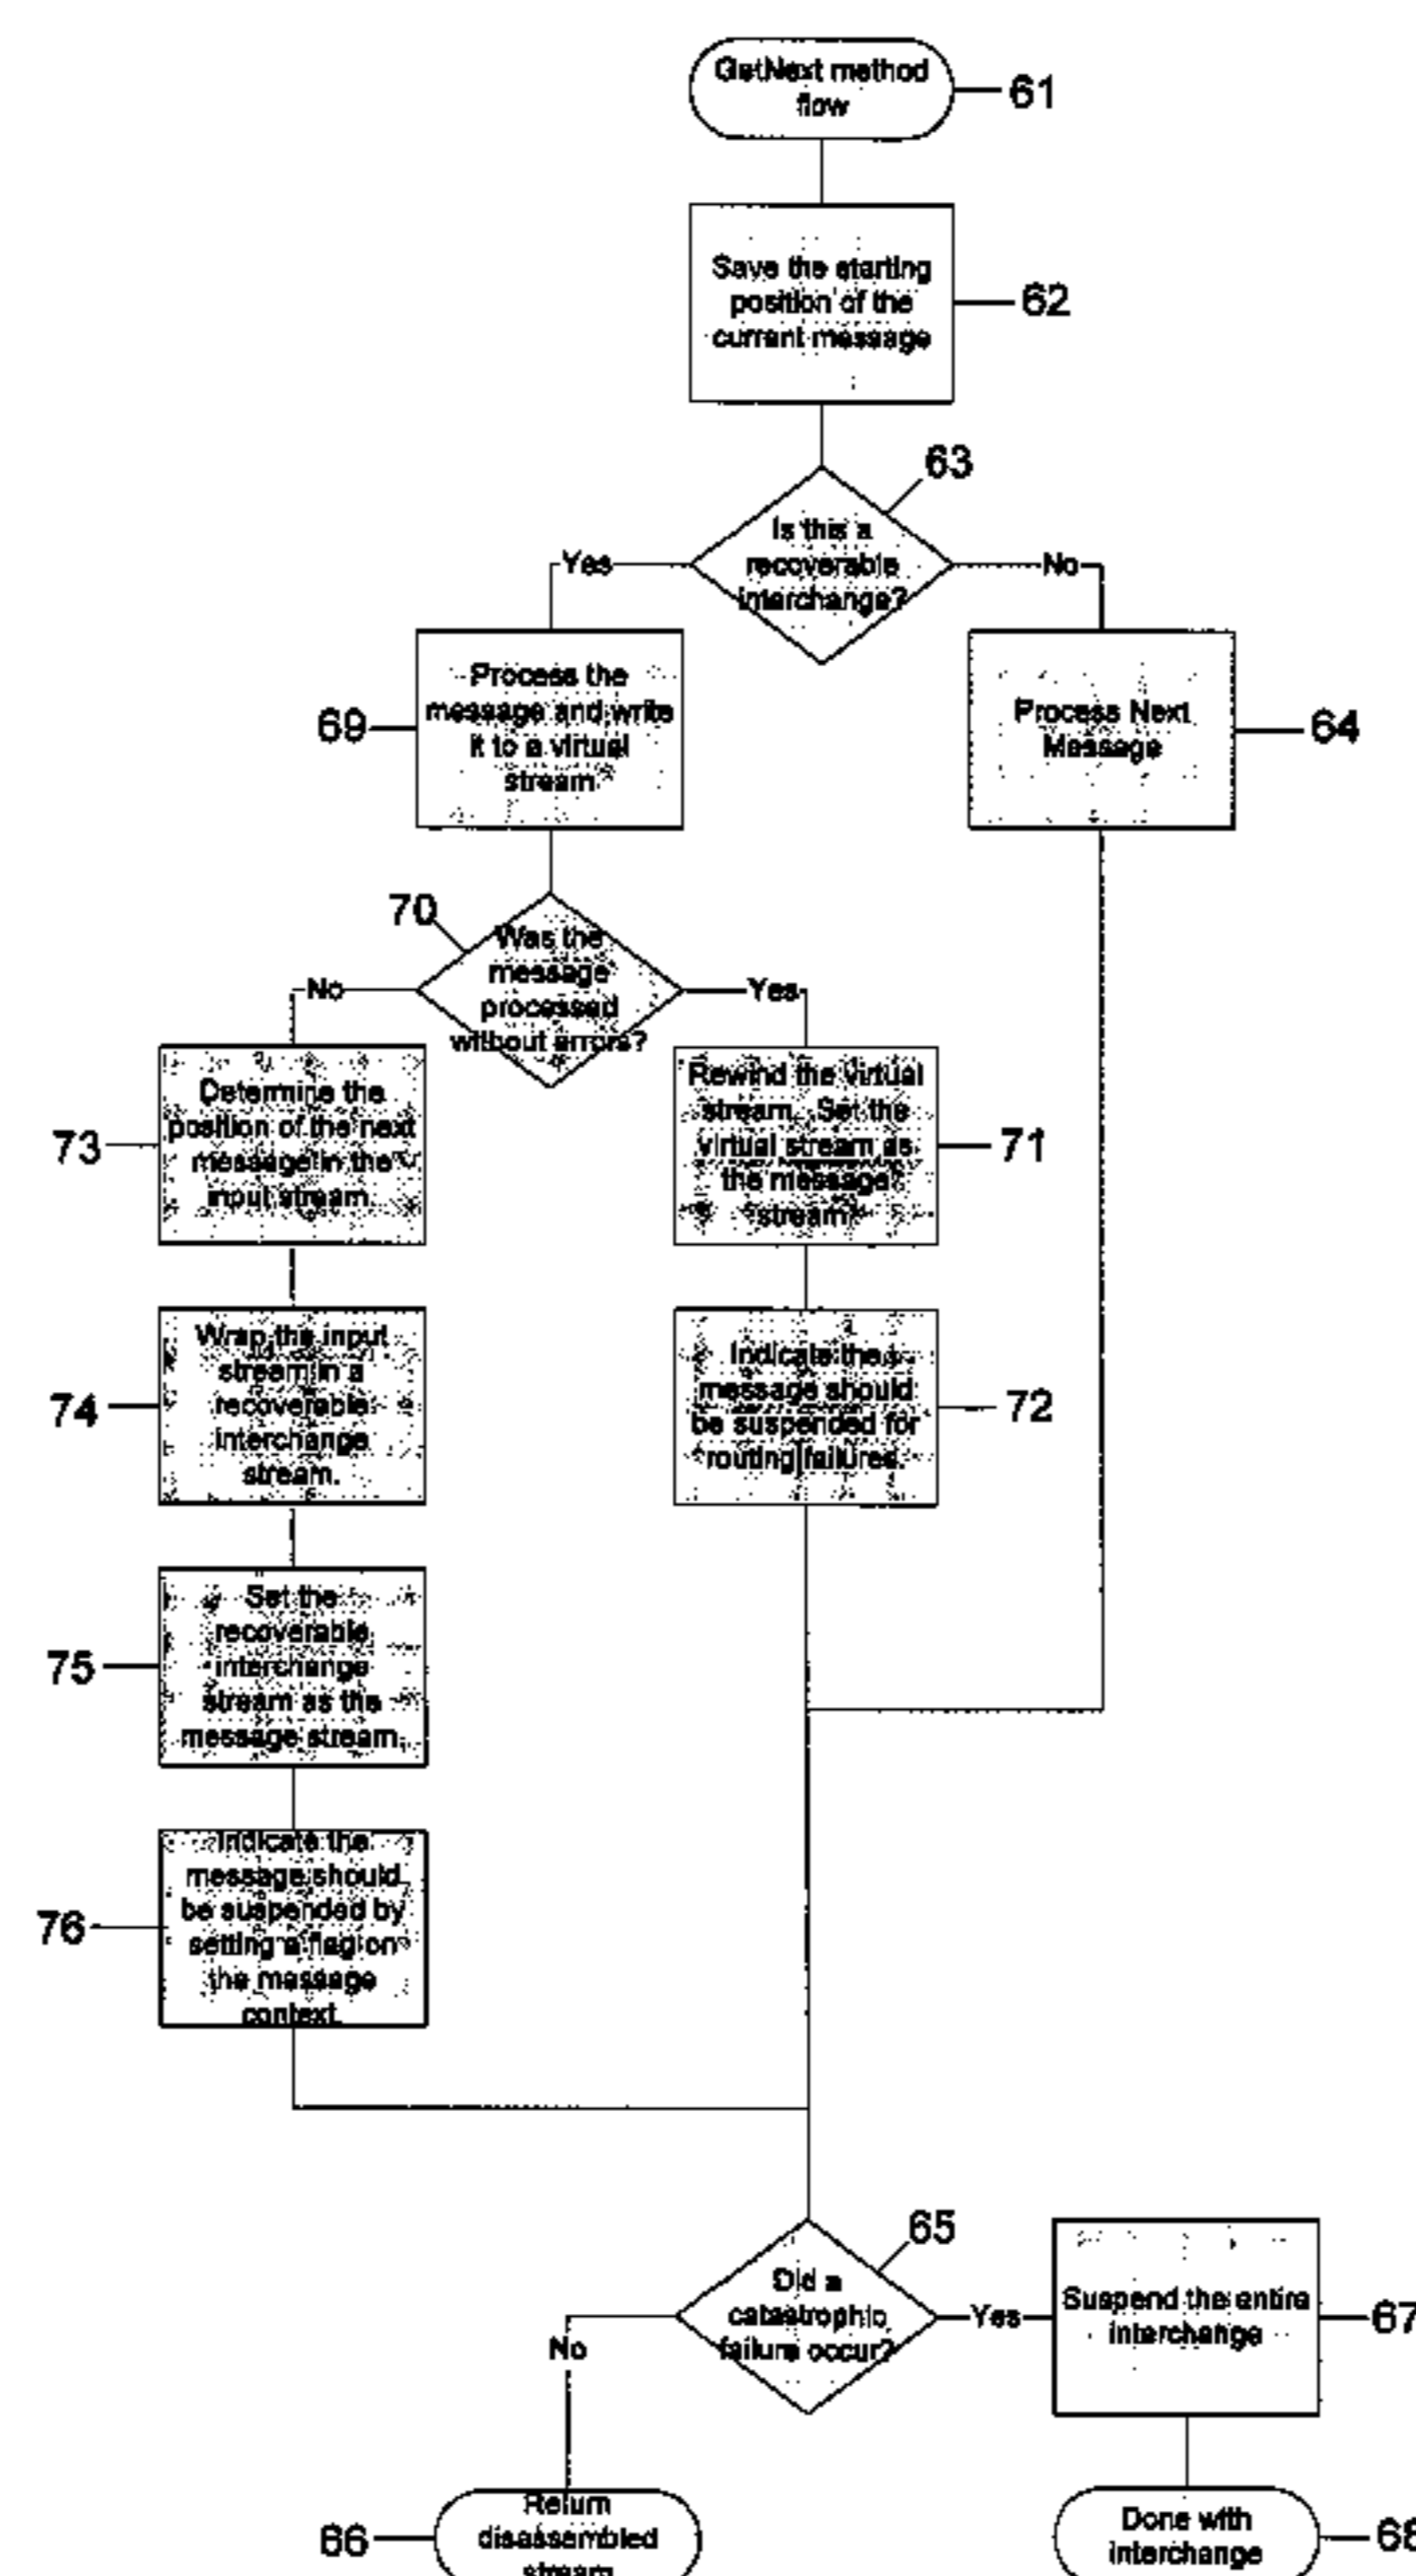 GetNext method
flow
61
Save the starting
position of the
current message
62
63
Is this a
recoverable
interchange?
Yes
No
Process the
message and write
it to a virtual
stream
69
Process Next
Message
64
70
Was the
message
processed
without errors?
No
Yes
Determine the
position of the next
message in the
input stream.
73
Rewind the virtual
stream. Set the
virtual stream as
the message
stream.
71
Wrap the input
stream in a
recoverable
interchange
stream.
74
Indicate the
message should
be suspended for
routing failures.
72
Set the
recoverable
interchange
stream as the
message stream.
75
Indicate the
message should
be suspended by
setting a flag on
the message
context.
76
65
Did a
catastrophic
failure occur?
No
Yes
Suspend the entire
interchange
67
Return
disassembled
stream
66
Done with
interchange
68